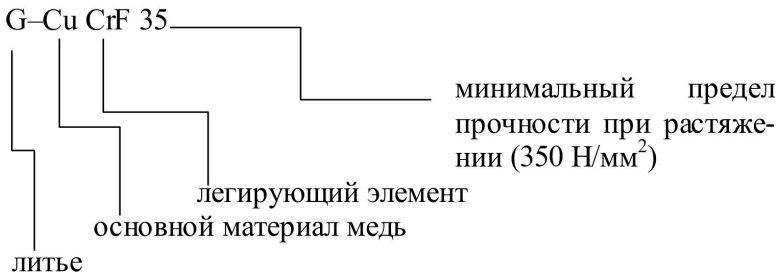 G–Cu CrF 35
минимальный предел
прочности при растяже-
нии (350 Н/мм²)
легирующий элемент
основной материал медь
литье